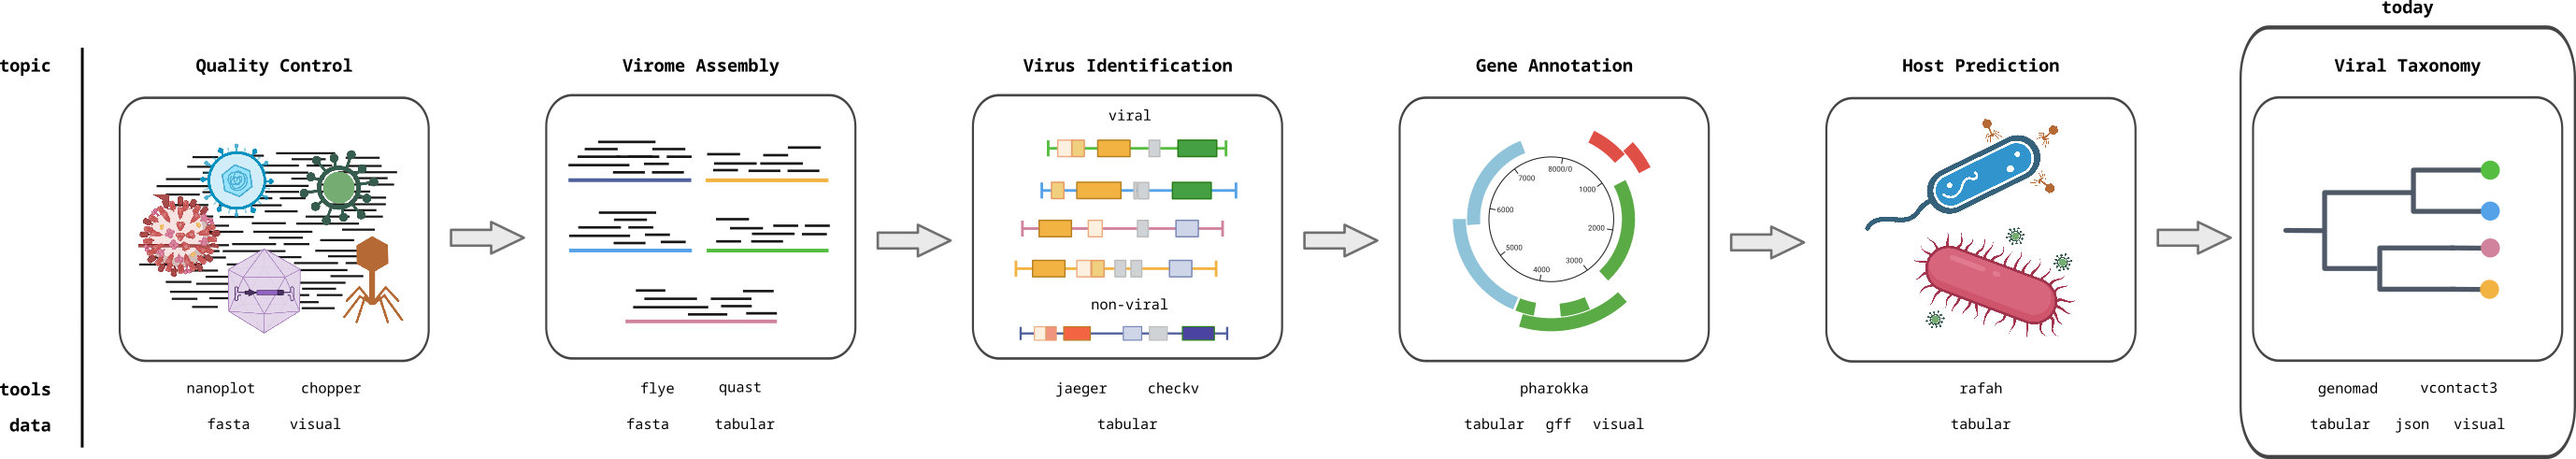 today
topic
Quality Control
Virome Assembly
Virus Identification
Gene Annotation
Host Prediction
Viral Taxonomy
viral
non-viral
8000/0
1000
2000
3000
4000
5000
6000
7000
tools
nanoplot chopper
flye quast
jaeger checkv
pharokka
rafah
genomad vcontact3
data
fasta visual
fasta tabular
tabular
tabular gff visual
tabular
tabular json visual